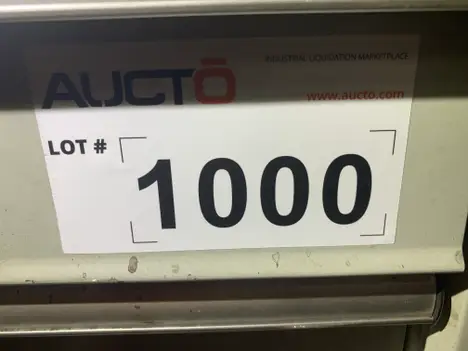 INDUSTRIAL LIQUIDATION MARKETPLACE
AUCTŌ
www.aucto.com
LOT # 1000